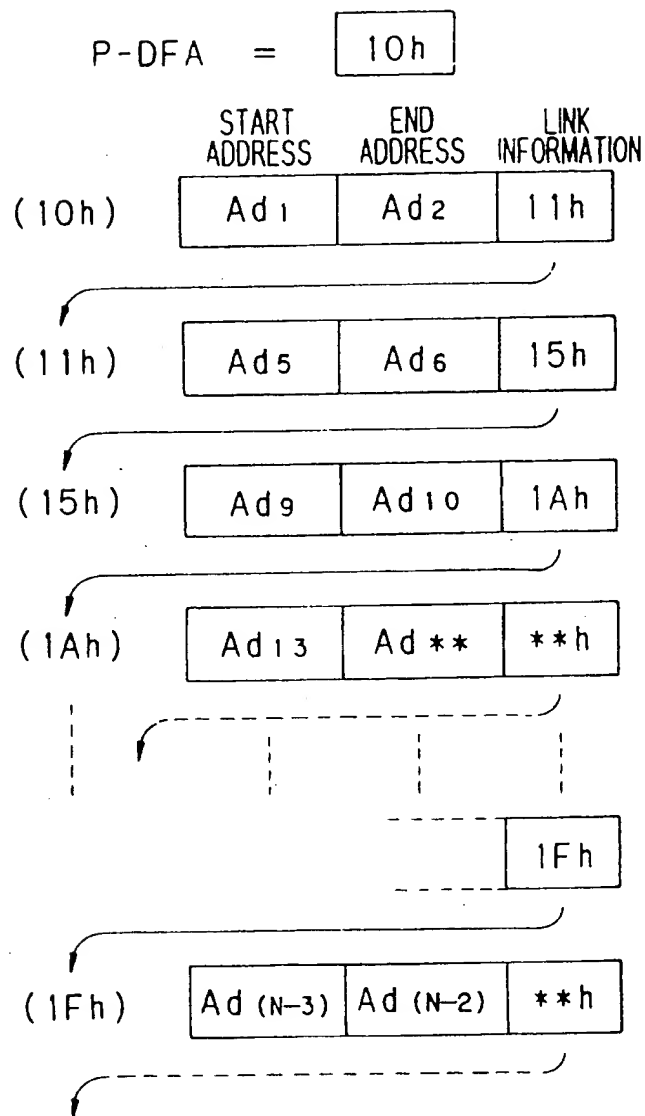 P-DFA = 10h
START ADDRESS END ADDRESS LINK INFORMATION
(10h) Ad1 Ad2 11h
(11h) Ad5 Ad6 15h
(15h) Ad9 Ad10 1Ah
(1Ah) Ad13 Ad** **h
1Fh
(1Fh) Ad(N-3) Ad(N-2) **h